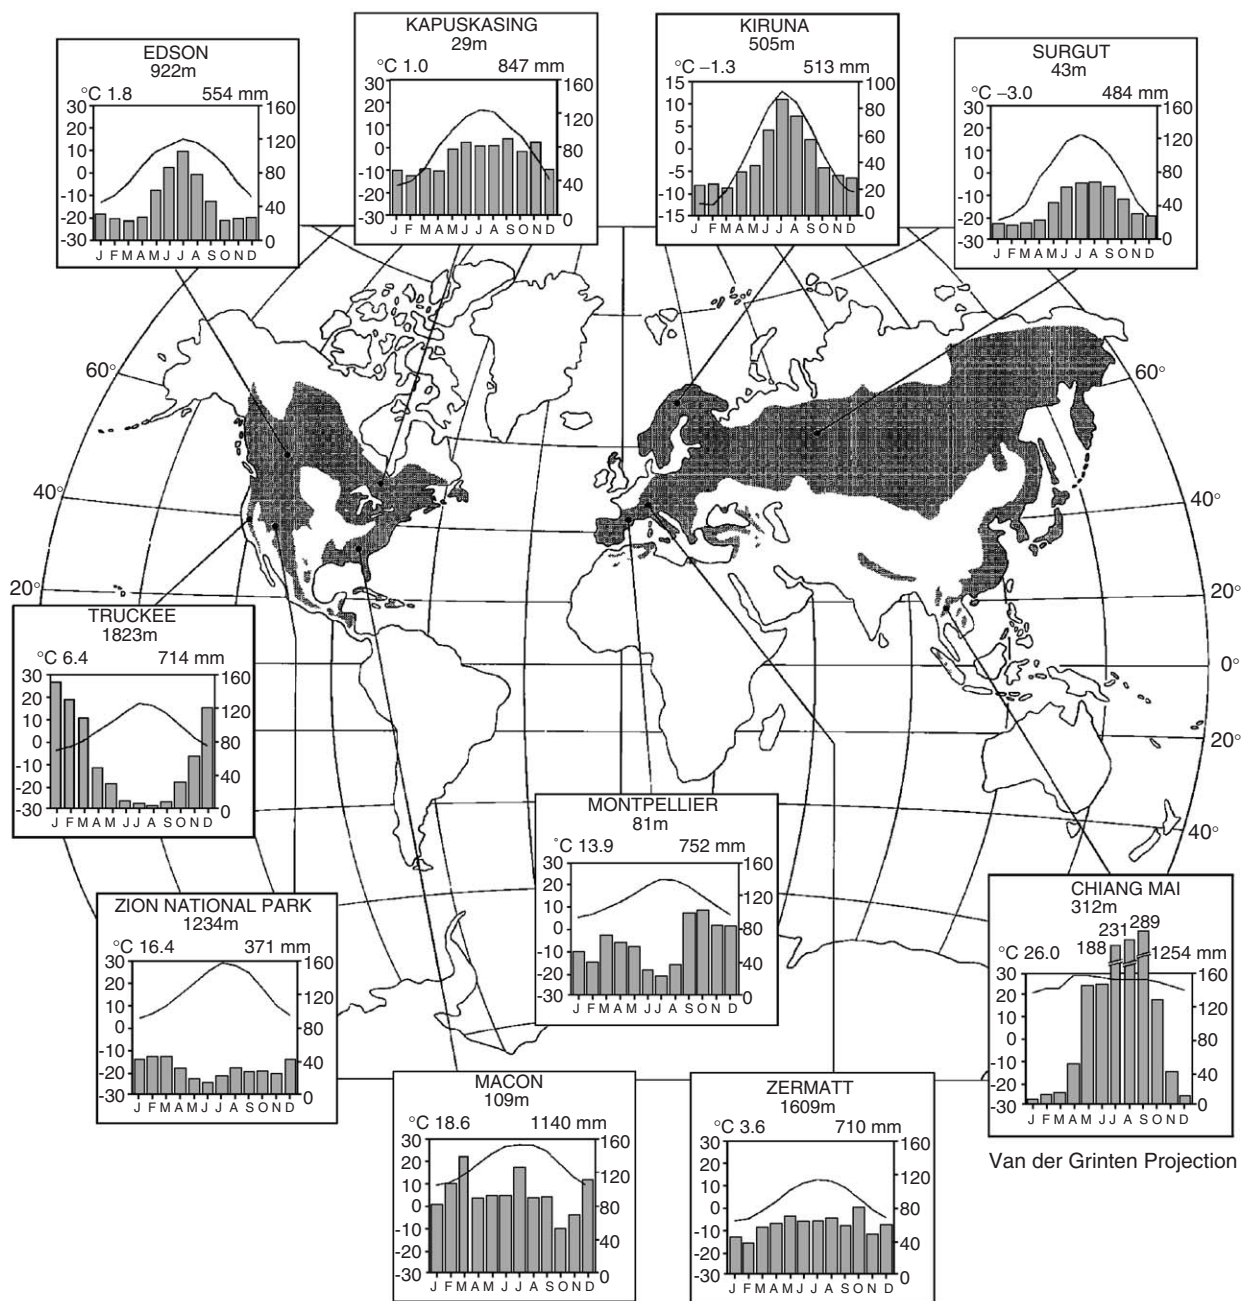 EDSON
922m
°C 1.8 554 mm
30 160
20 120
10
0 80
-10
-20 40
-30 0
J F M A M J J A S O N D
KAPUSKASING
29m
°C 1.0 847 mm
30 160
20 120
10
0 80
-10
-20 40
-30 0
J F M A M J J A S O N D
KIRUNA
505m
°C −1.3 513 mm
15 100
10 80
5 60
0
-5 40
-10 20
-15 0
J F M A M J J A S O N D
SURGUT
43m
°C −3.0 484 mm
30 160
20 120
10
0 80
-10
-20 40
-30 0
J F M A M J J A S O N D
60° 60°
40° 40°
20° 20°
0°
20°
40°
TRUCKEE
1823m
°C 6.4 714 mm
30 160
20 120
10
0 80
-10
-20 40
-30 0
J F M A M J J A S O N D
ZION NATIONAL PARK
1234m
°C 16.4 371 mm
30 160
20 120
10
0 80
-10
-20 40
-30 0
J F M A M J J A S O N D
MONTPELLIER
81m
°C 13.9 752 mm
30 160
20 120
10
0 80
-10
-20 40
-30 0
J F M A M J J A S O N D
CHIANG MAI
312m
188 231 289
°C 26.0 1254 mm
30 160
20 120
10
0 80
-10
-20 40
-30 0
J F M A M J J A S O N D
MACON
109m
°C 18.6 1140 mm
30 160
20 120
10
0 80
-10
-20 40
-30 0
J F M A M J J A S O N D
ZERMATT
1609m
°C 3.6 710 mm
30 160
20 120
10
0 80
-10
-20 40
-30 0
J F M A M J J A S O N D
Van der Grinten Projection